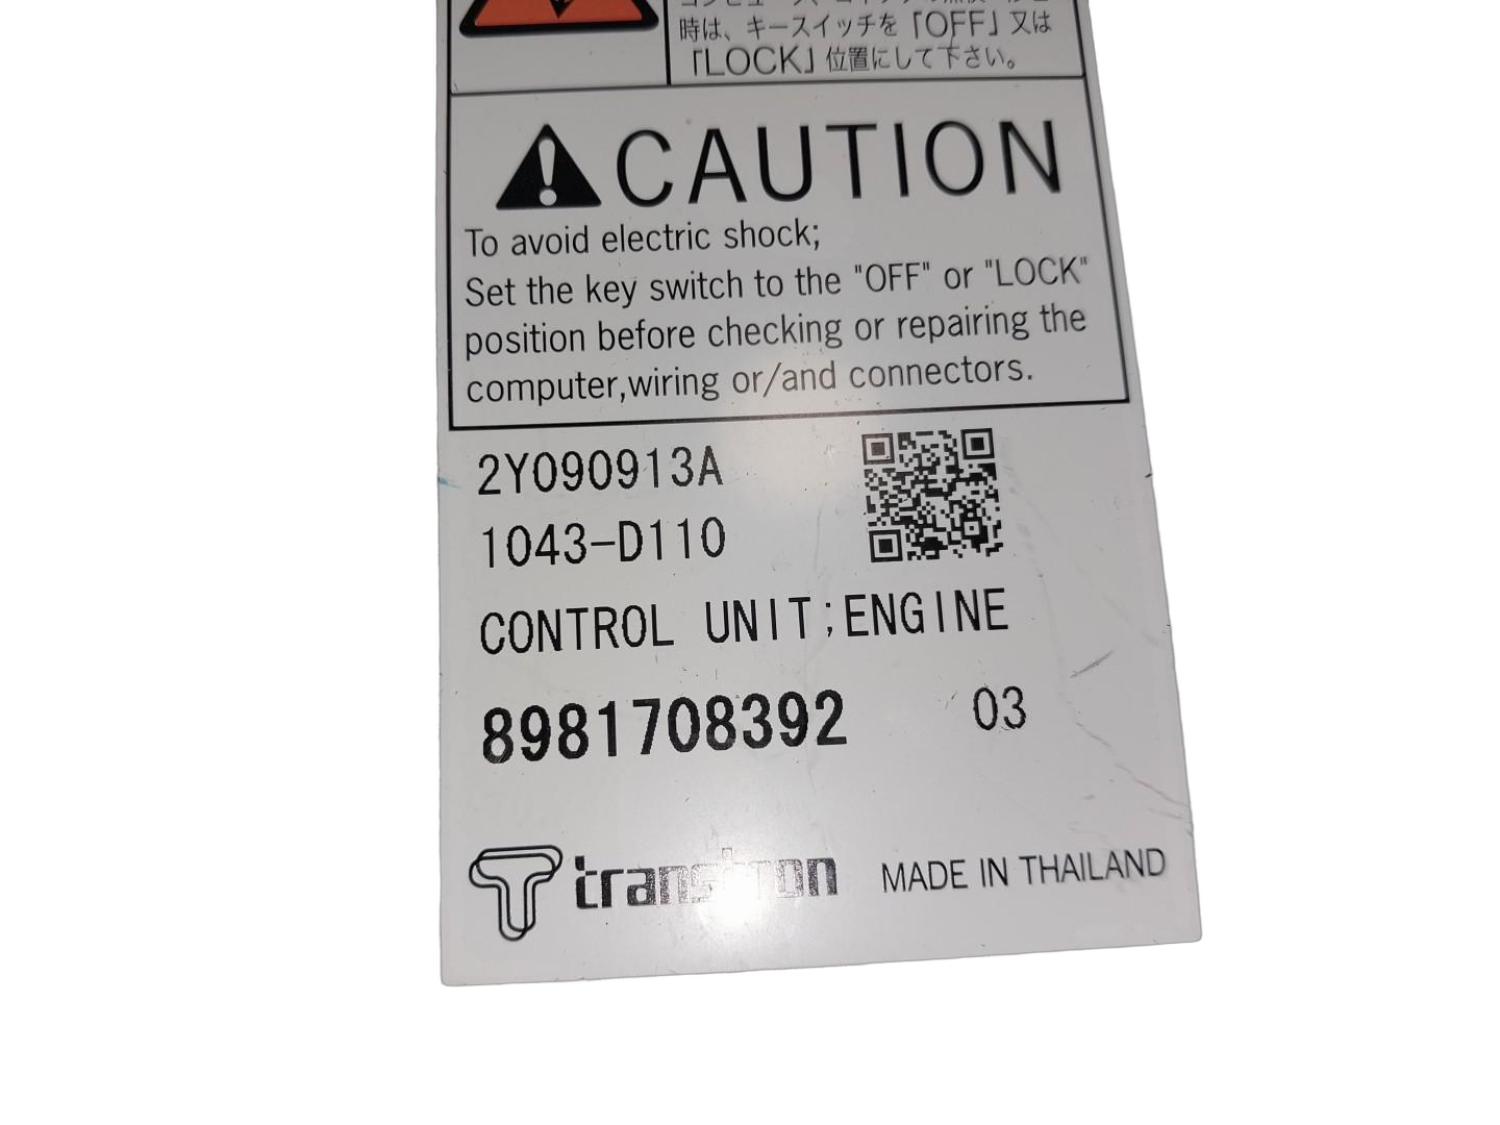 時は、キースイッチを「OFF」又は
「LOCK」位置にして下さい。
CAUTION
To avoid electric shock;
Set the key switch to the "OFF" or "LOCK"
position before checking or repairing the
computer,wiring or/and connectors.
2Y090913A
1043-D110
CONTROL UNIT;ENGINE
8981708392 03
transtron MADE IN THAILAND